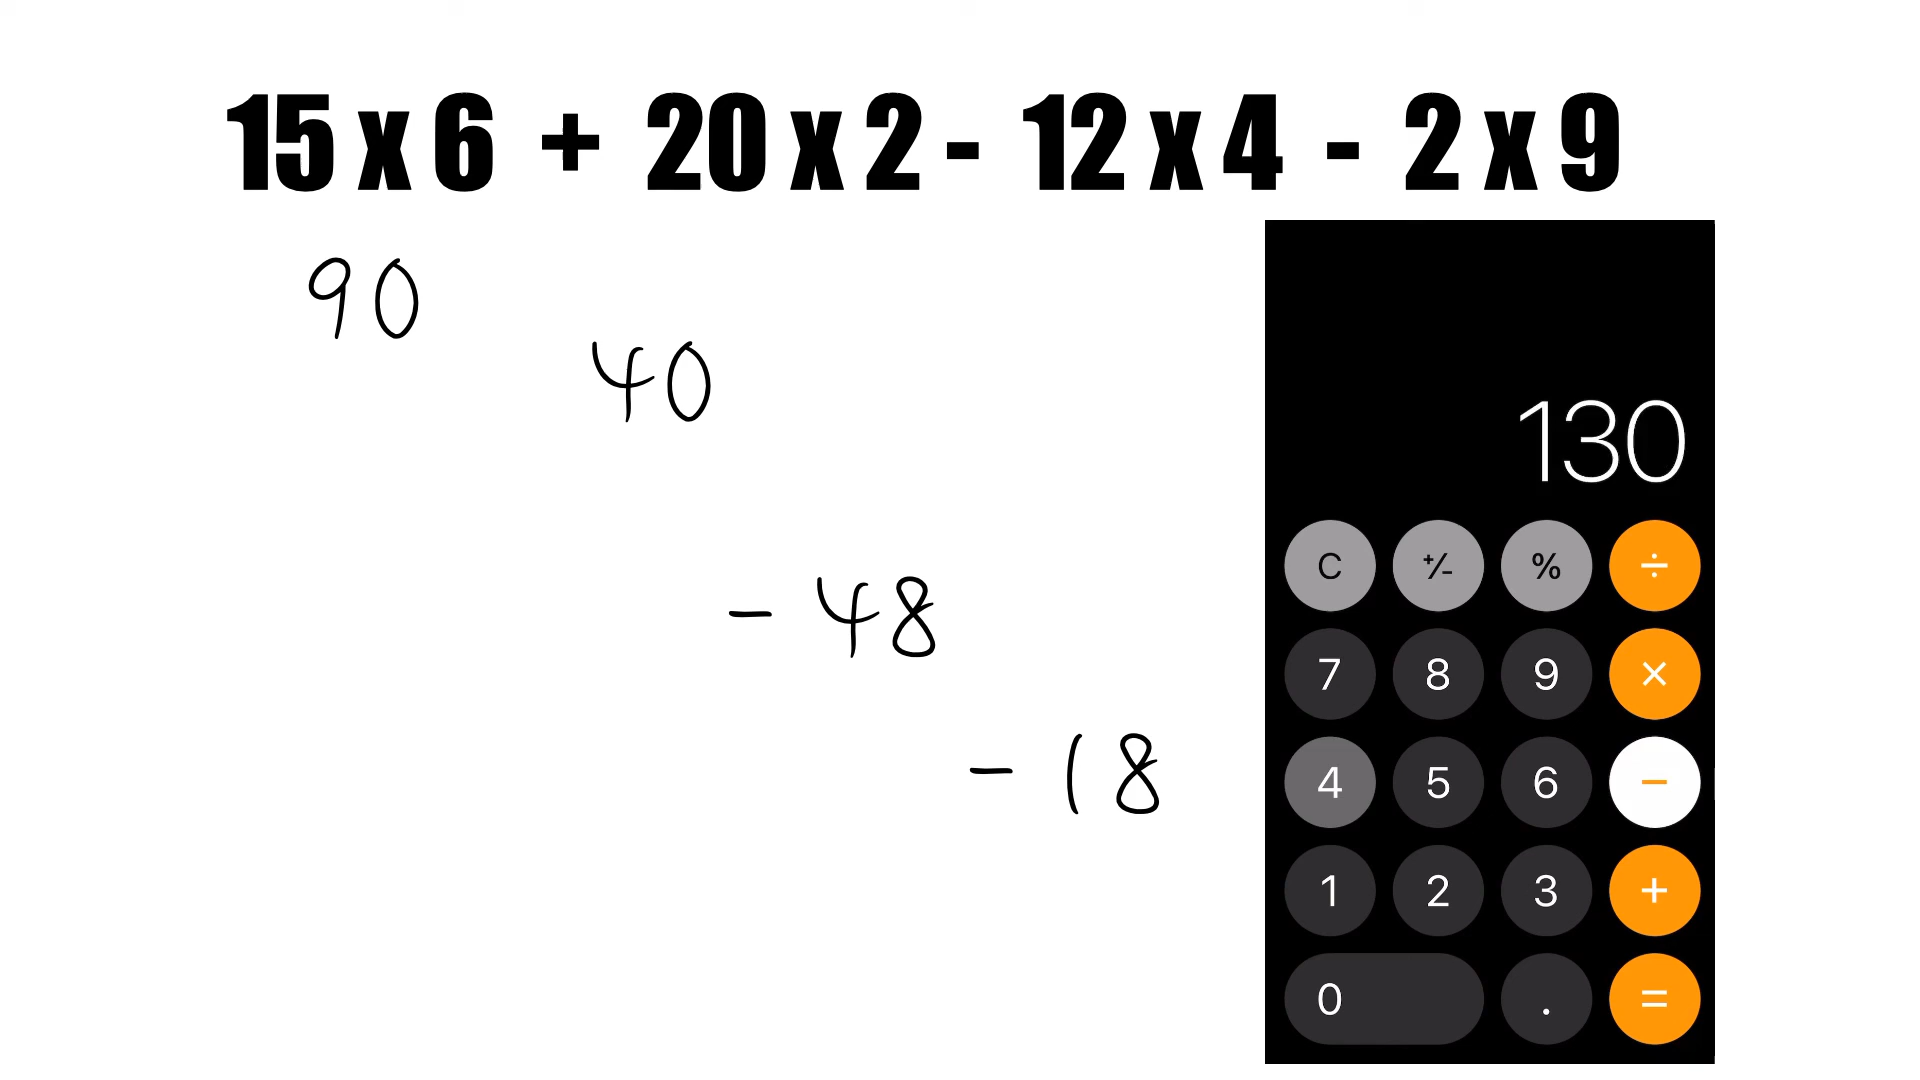 15 x 6 + 20 x 2 - 12 x 4 - 2 x 9
90
40
- 48
- 18
130
C +/- % ÷
7 8 9 ×
4 5 6 −
1 2 3 +
0 . =